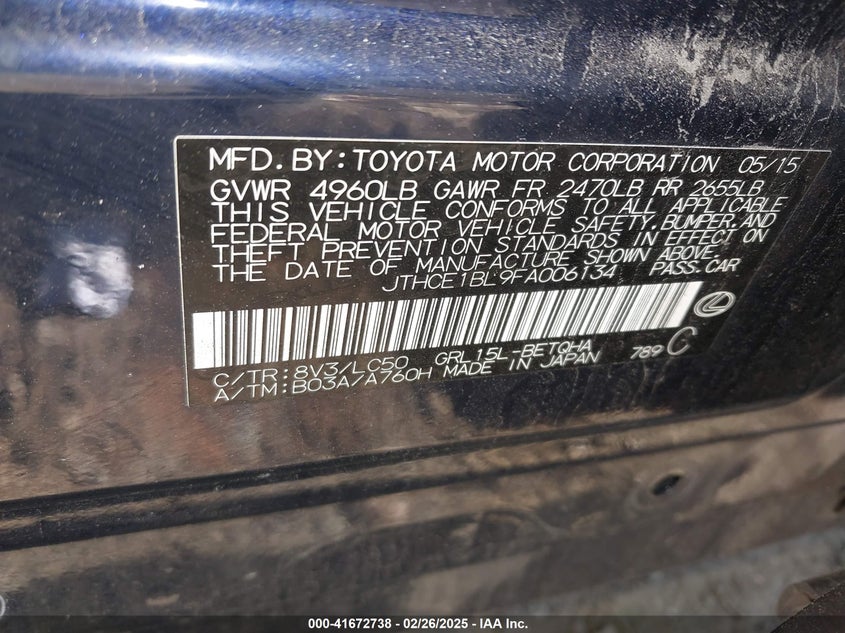 MFD.BY:TOYOTA MOTOR CORPORATION 05/15
GVWR 4960LB GAWR FR 2470LB RR 2655LB
THIS VEHICLE CONFORMS TO ALL APPLICABLE
FEDERAL MOTOR VEHICLE SAFETY,BUMPER,AND
THEFT PREVENTION STANDARDS IN EFFECT ON
THE DATE OF MANUFACTURE SHOWN ABOVE.
JTHCE1BL9FA006134 PASS.CAR
C/TR:8V3/LC50 GRL15L-BETQHA 789 C
A/TM:B03A/A760H MADE IN JAPAN
000-41672738 - 02/26/2025 - IAA Inc.